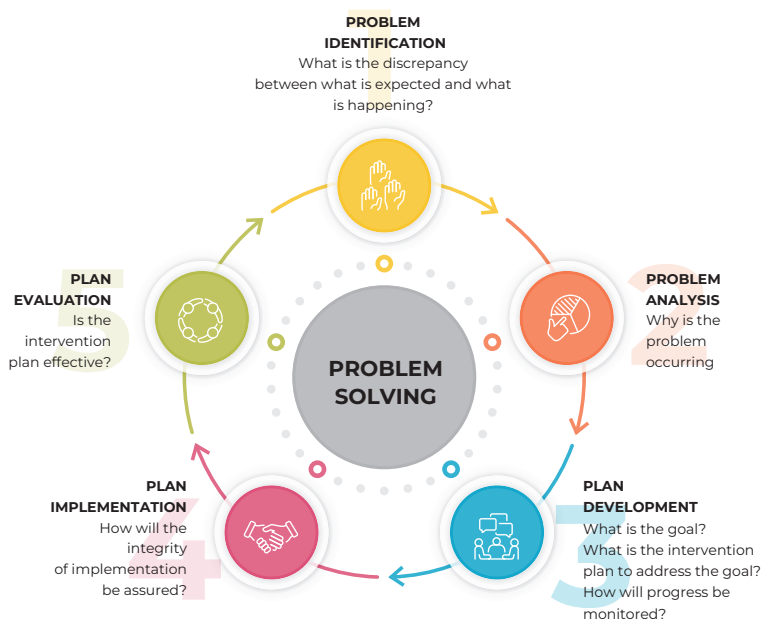 1
PROBLEM
IDENTIFICATION
What is the discrepancy
between what is expected and what
is happening?
2
PROBLEM
ANALYSIS
Why is the
problem
occurring
3
PLAN
DEVELOPMENT
What is the goal?
What is the intervention
plan to address the goal?
How will progress be
monitored?
4
PLAN
IMPLEMENTATION
How will the
integrity
of implementation
be assured?
5
PLAN
EVALUATION
Is the
intervention
plan effective?
PROBLEM
SOLVING